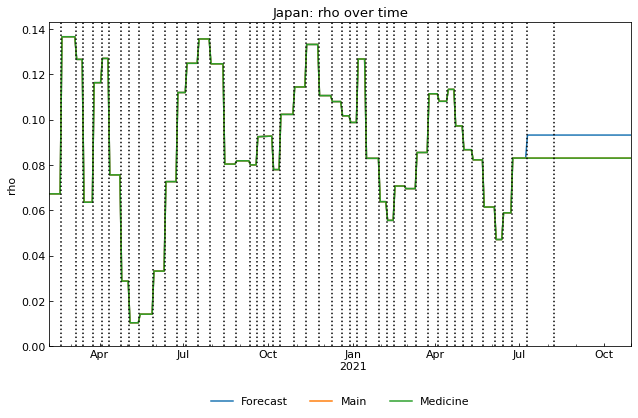 Japan: rho over time
rho
0.14
0.12
0.10
0.08
0.06
0.04
0.02
0.00
Apr Jul Oct Jan Apr Jul Oct
2021
Forecast Main Medicine